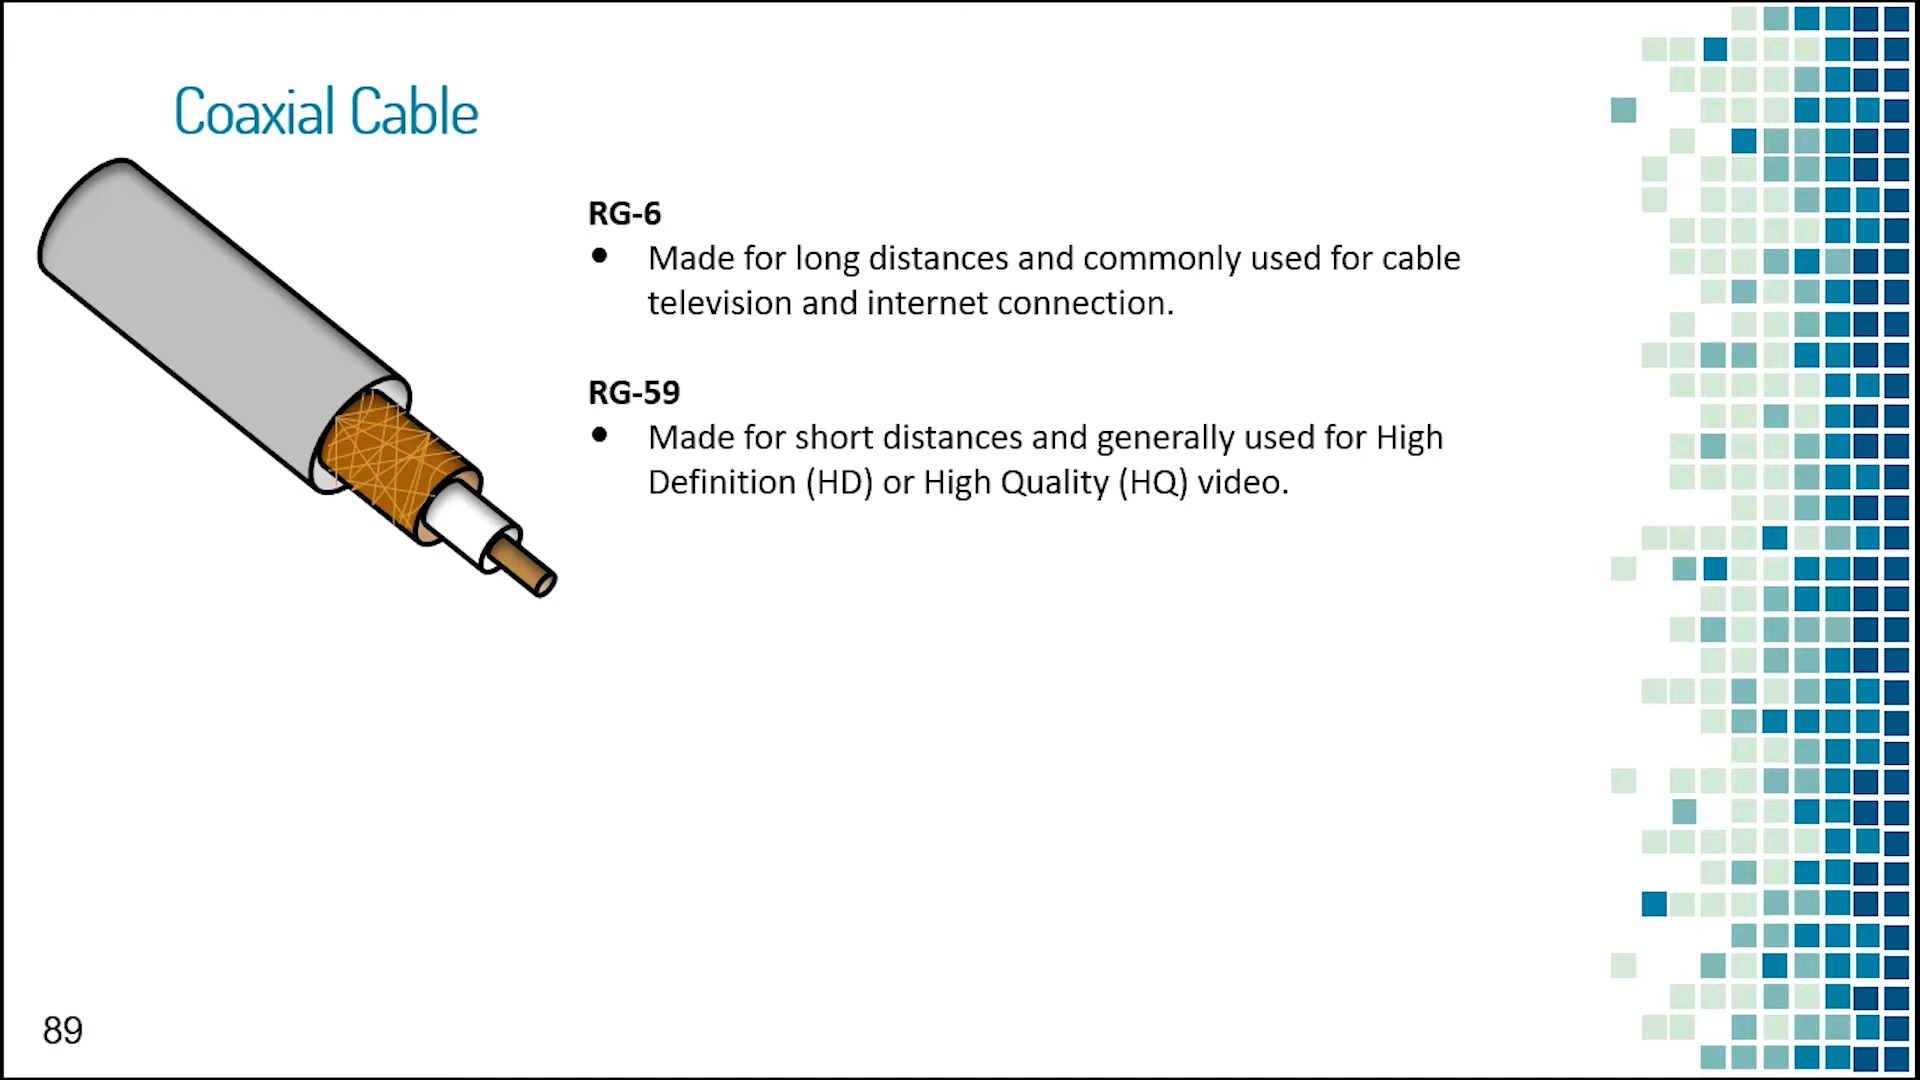 Coaxial Cable
RG-6
● Made for long distances and commonly used for cable
television and internet connection.
RG-59
● Made for short distances and generally used for High
Definition (HD) or High Quality (HQ) video.
89